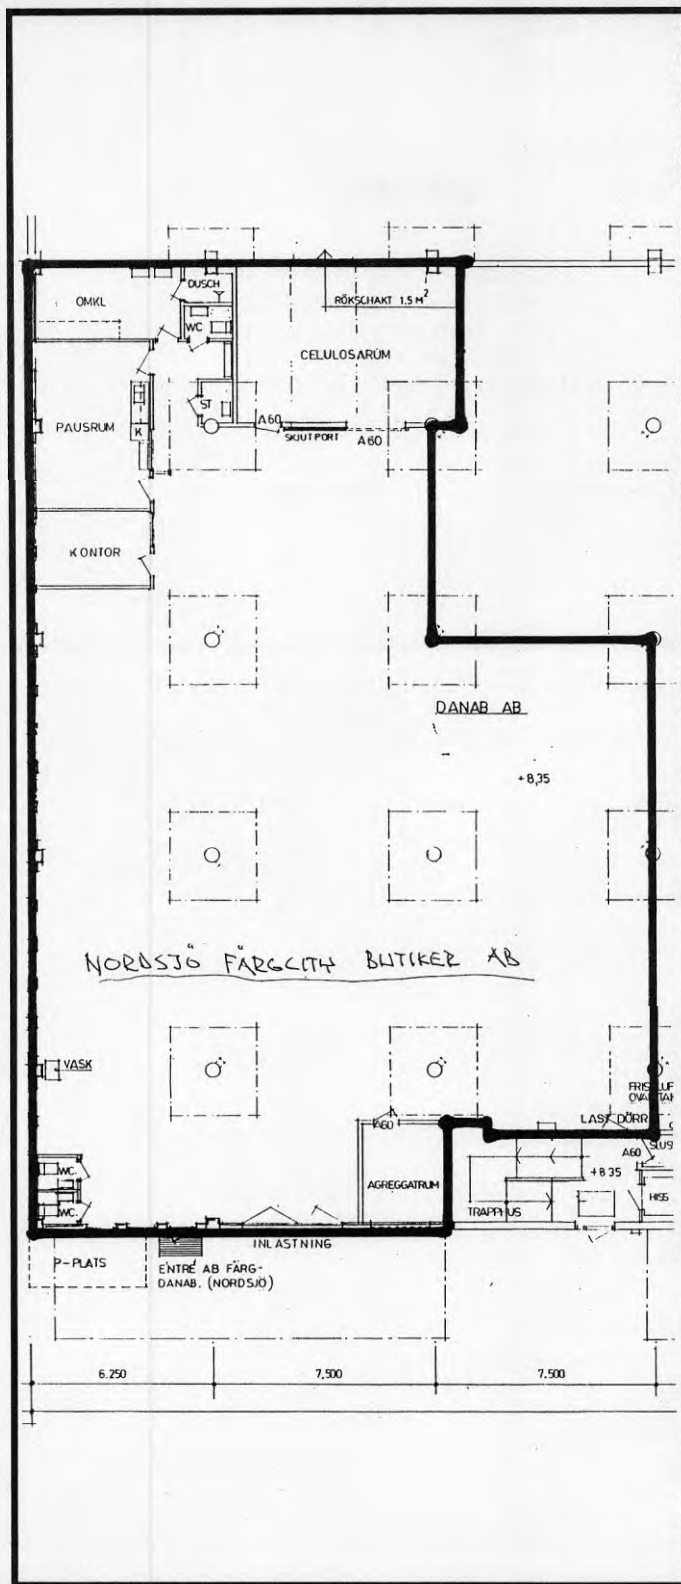 DUSCH
OMKL
RÖKSCHAKT 1.5 M²
WC
CELULOSARUM
ST
A60
PAUSRUM
K
SKJUTPORT
A60
KONTOR
DANAB AB
+8,35
NORDSJÖ FÄRGCITY BUTIKER AB
VASK
LAST DÖRR
A60
A60
WC.
AGREGGATRUM
+8.35
HISS
WC.
TRAPPHUS
INLASTNING
P-PLATS
ENTRÉ AB FÄRG-
DANAB. (NORDSJÖ)
6.250
7,500
7.500